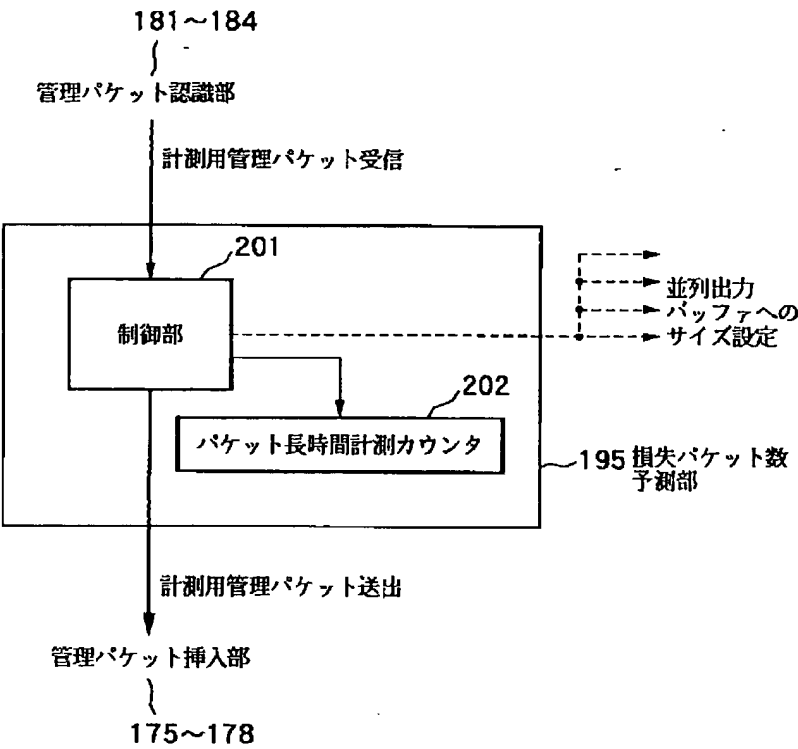 181～184
管理パケット認識部
計測用管理パケット受信
201
制御部
並列出力
バッファへの
サイズ設定
202
パケット長時間計測カウンタ
195 損失パケット数
予測部
計測用管理パケット送出
管理パケット挿入部
175～178